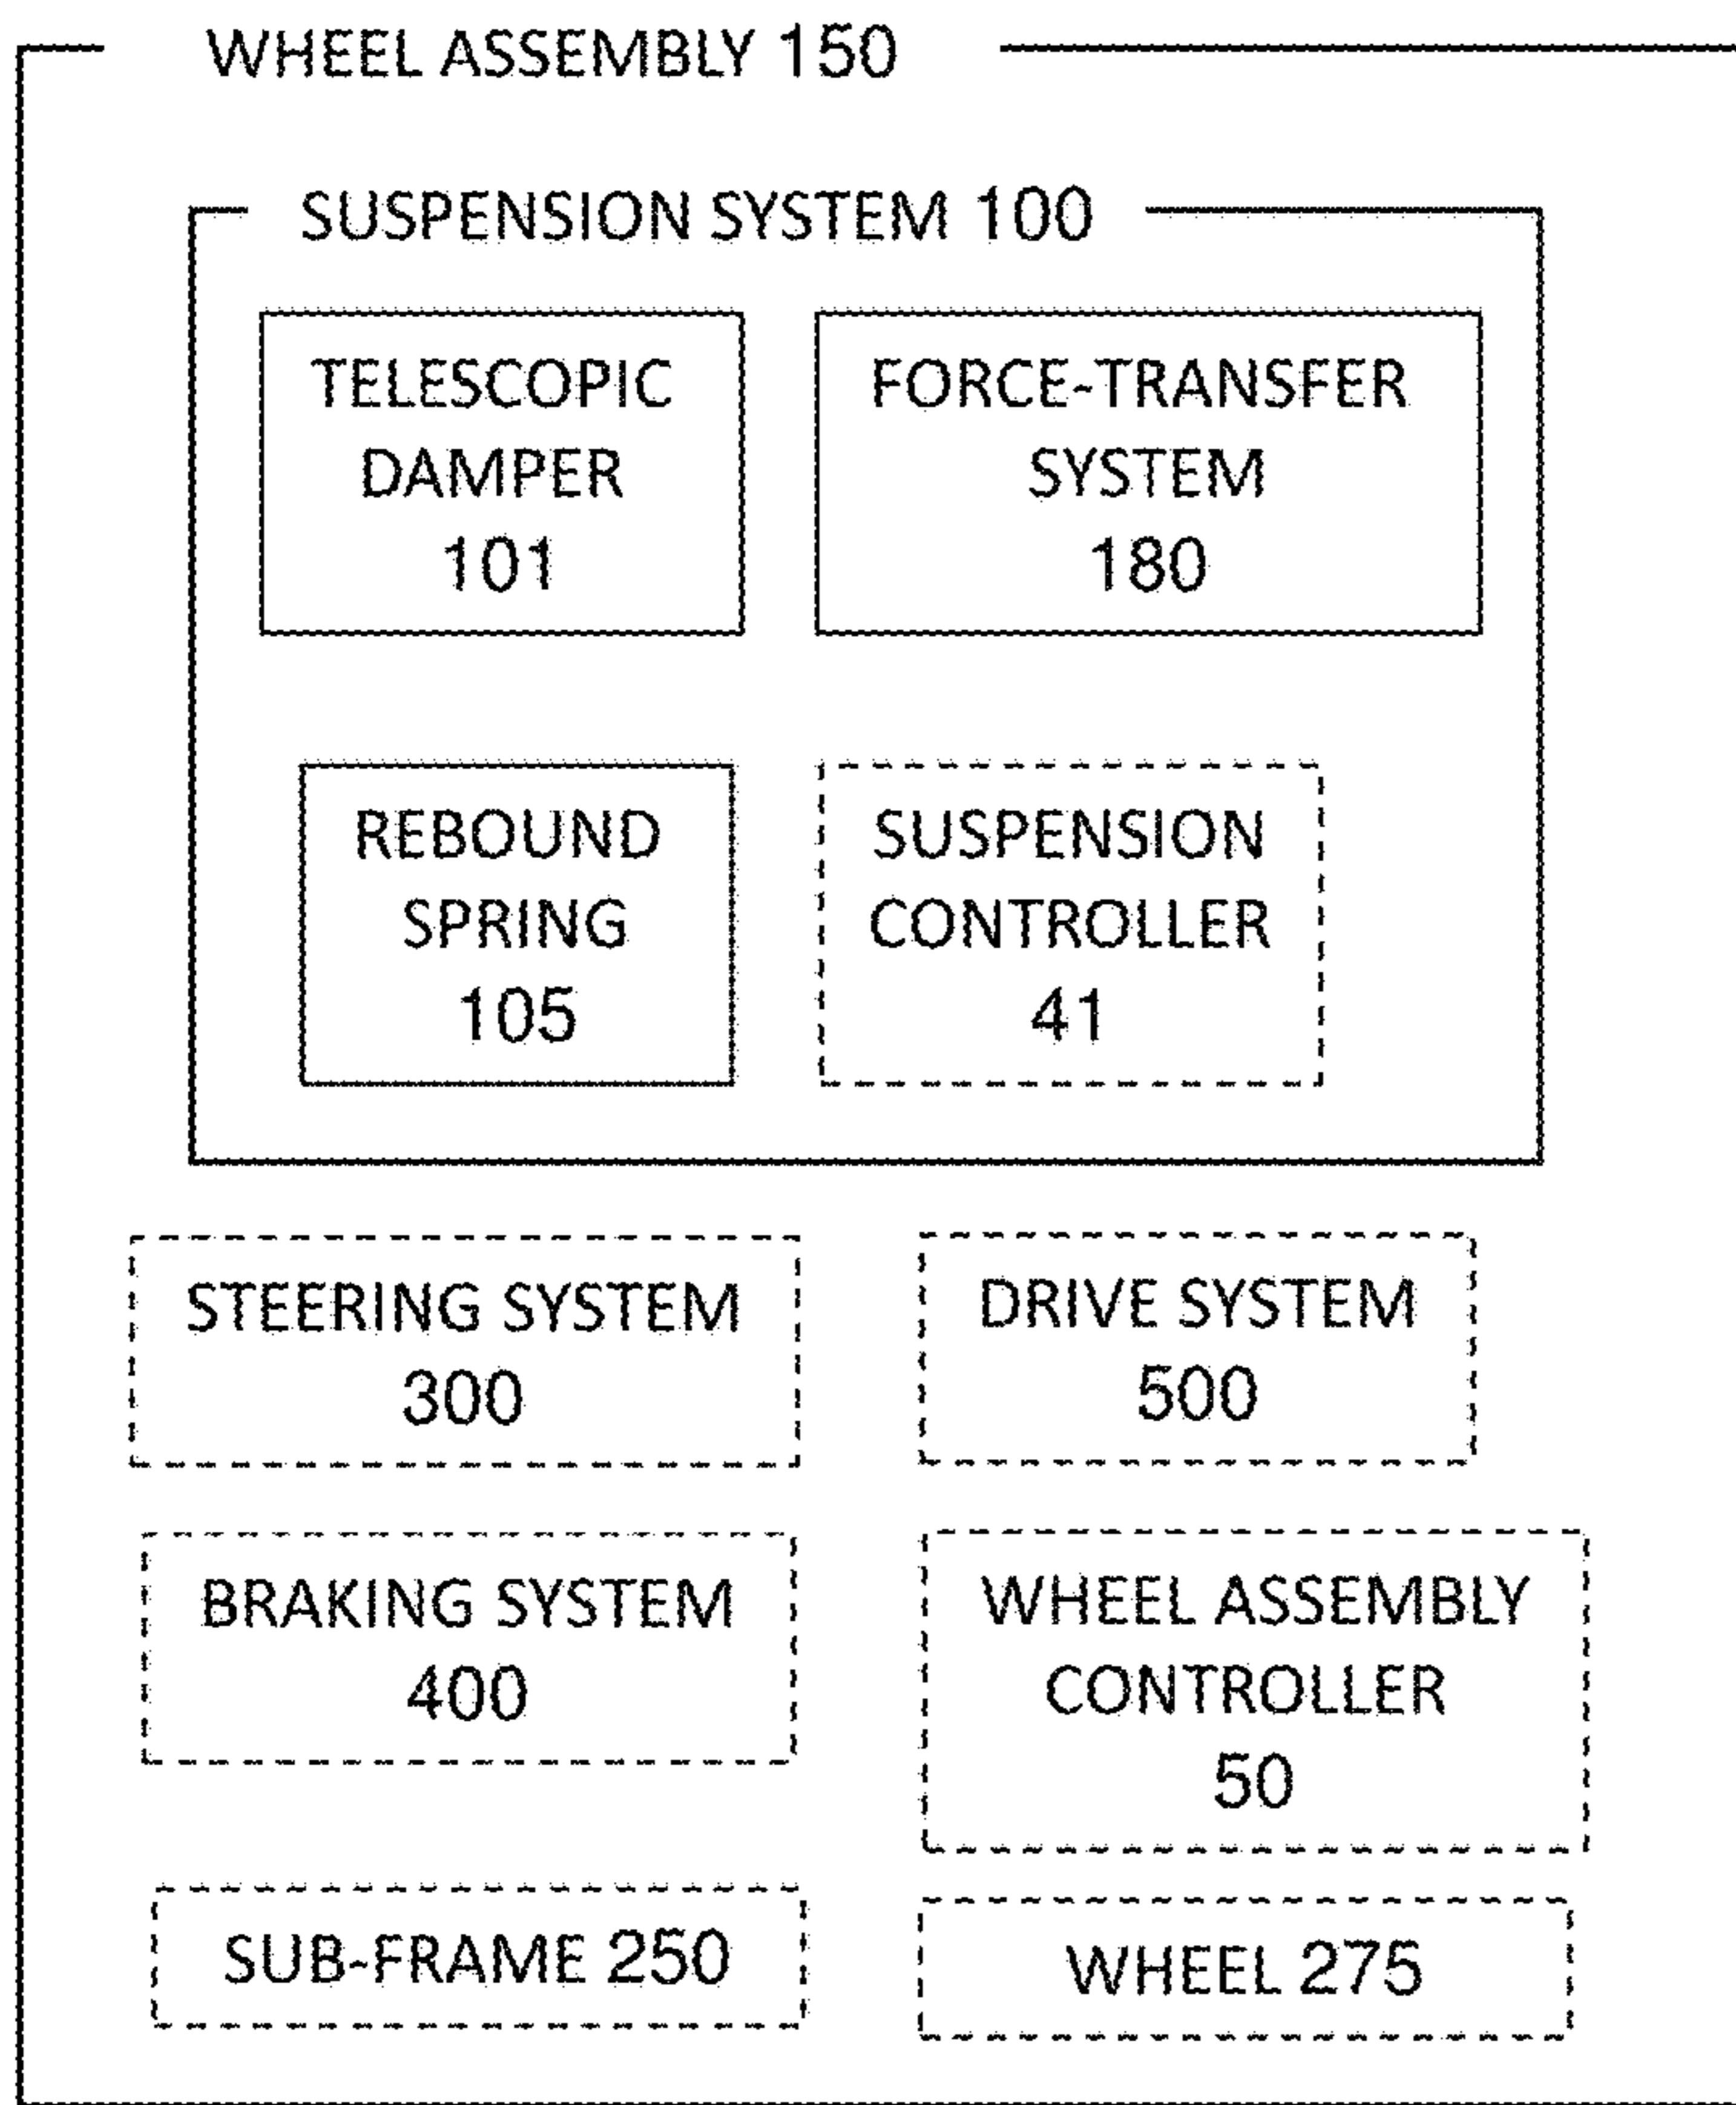 WHEEL ASSEMBLY 150
SUSPENSION SYSTEM 100
TELESCOPIC
DAMPER
101
FORCE-TRANSFER
SYSTEM
180
REBOUND
SPRING
105
SUSPENSION
CONTROLLER
41
STEERING SYSTEM
300
DRIVE SYSTEM
500
BRAKING SYSTEM
400
WHEEL ASSEMBLY
CONTROLLER
50
SUB-FRAME 250
WHEEL 275